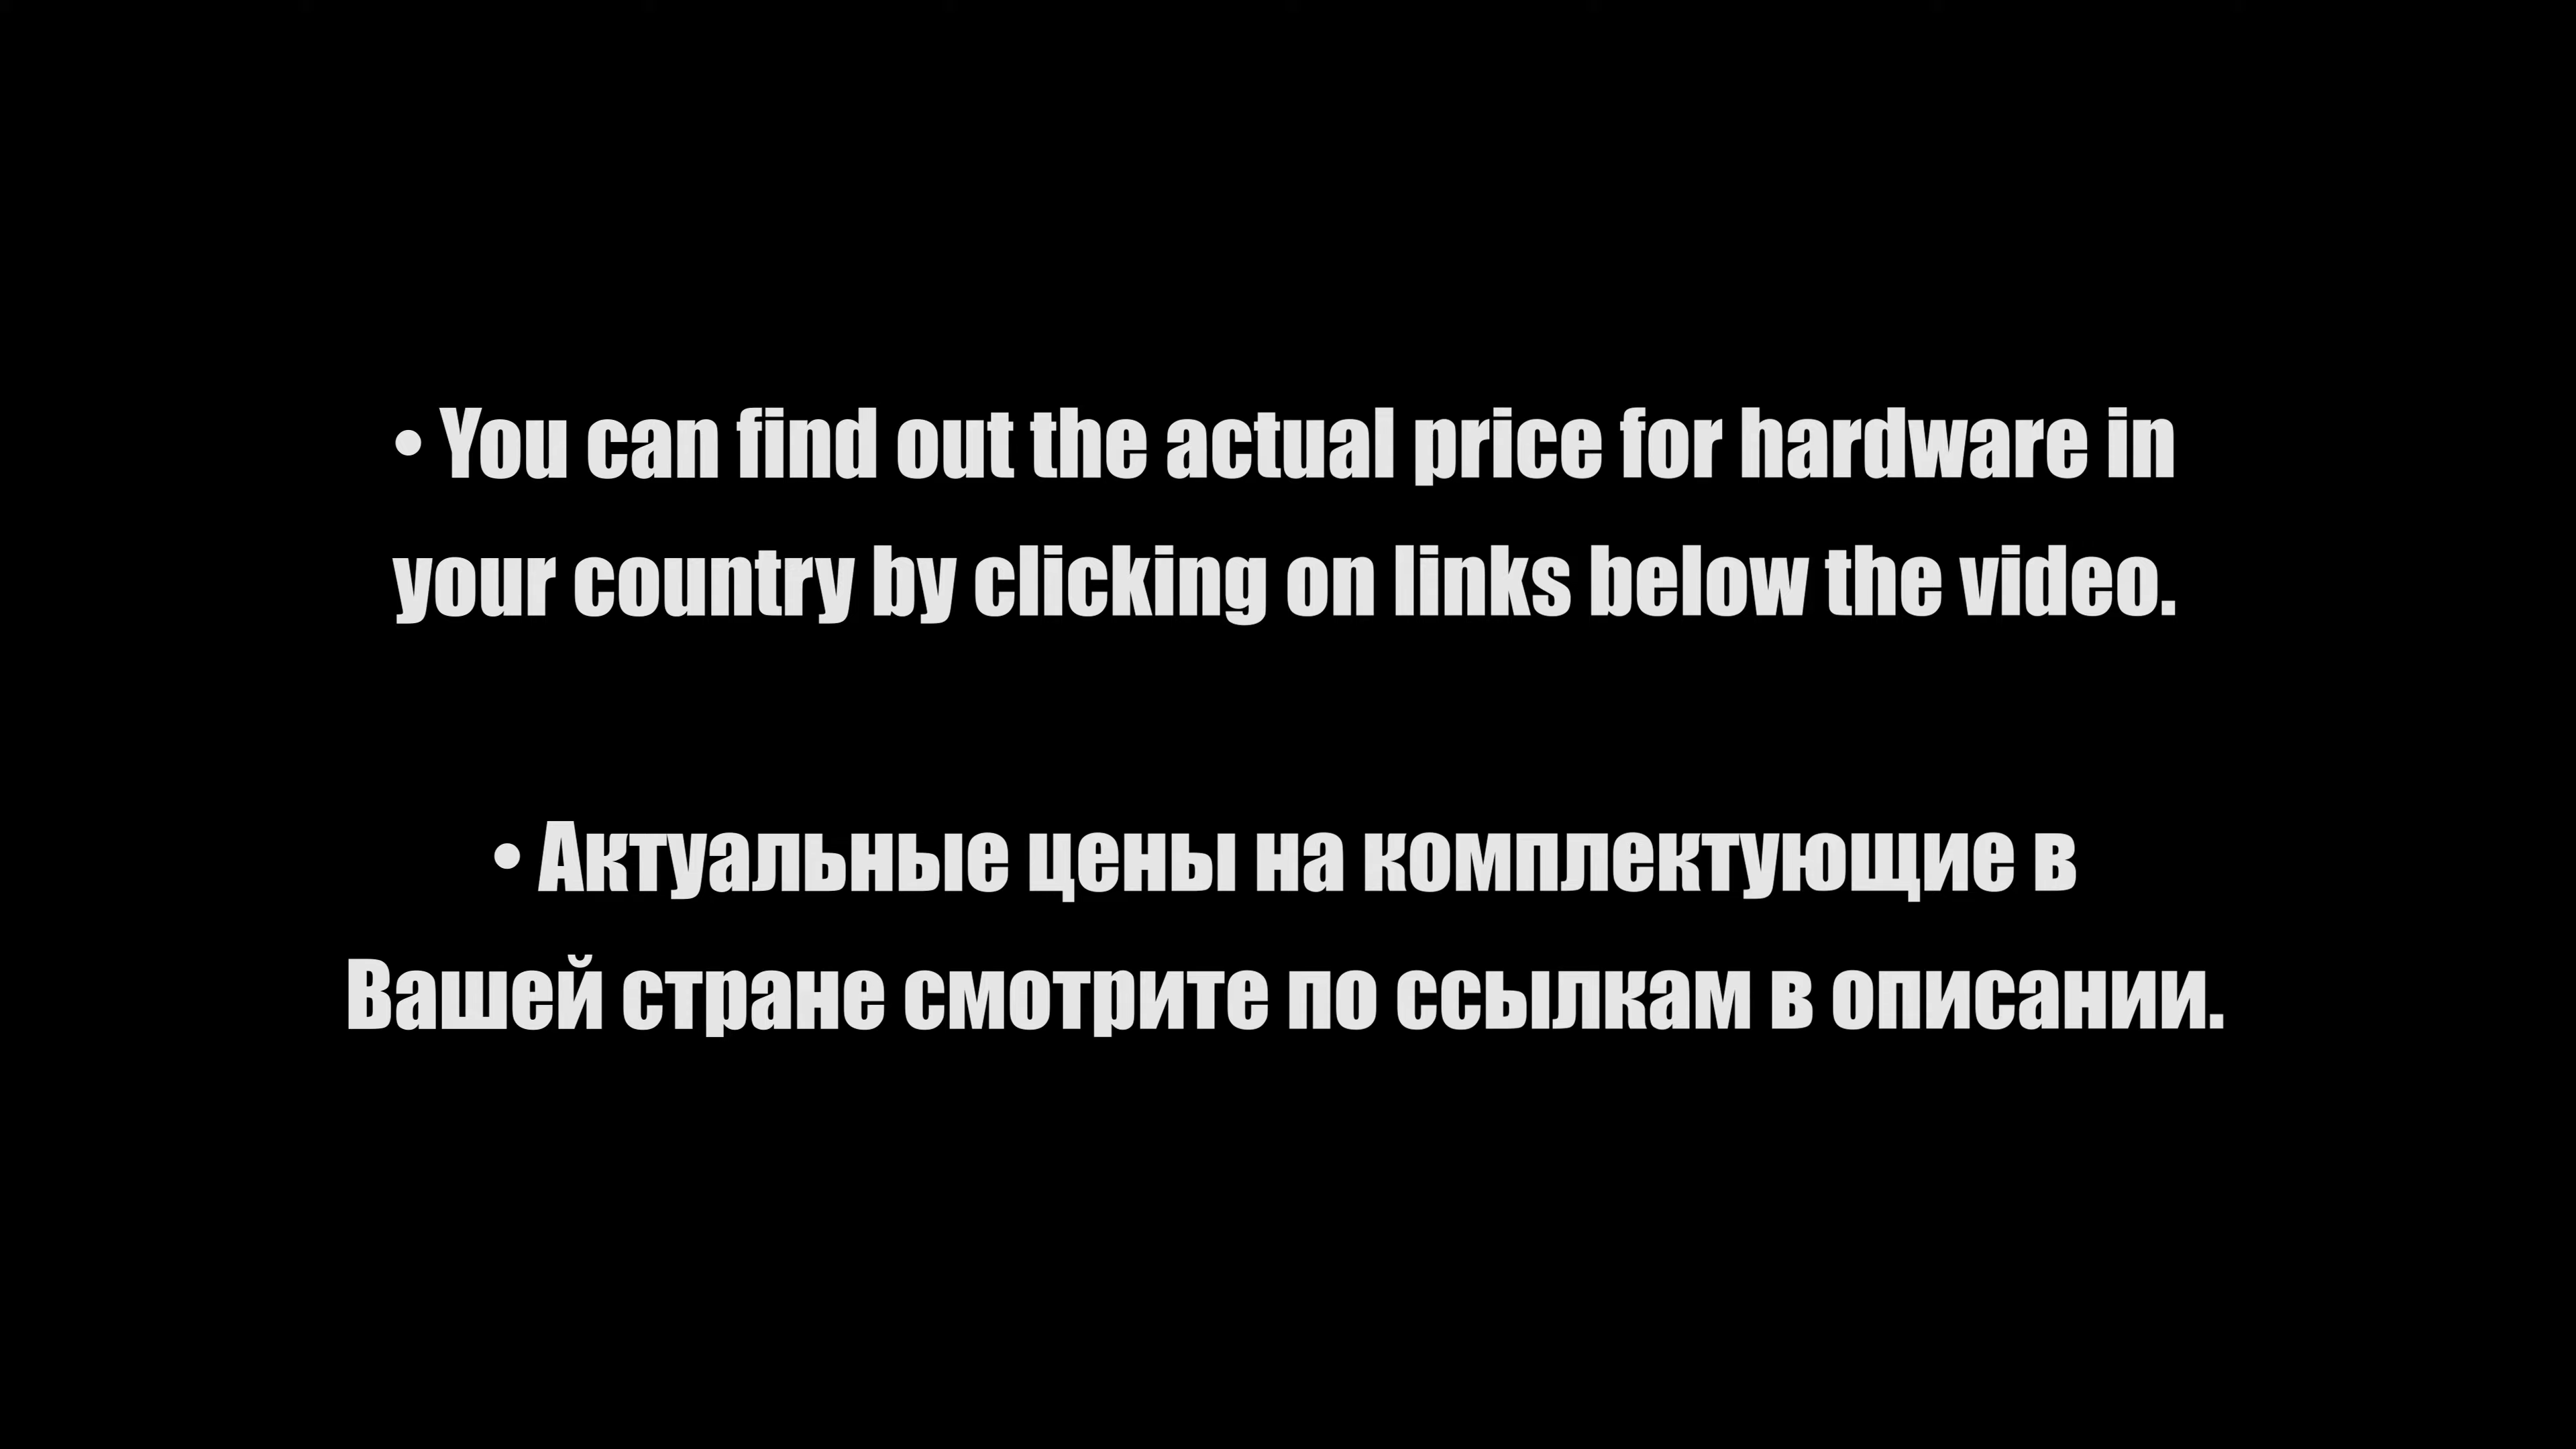 • You can find out the actual price for hardware in
your country by clicking on links below the video.
• Актуальные цены на комплектующие в
Вашей стране смотрите по ссылкам в описании.